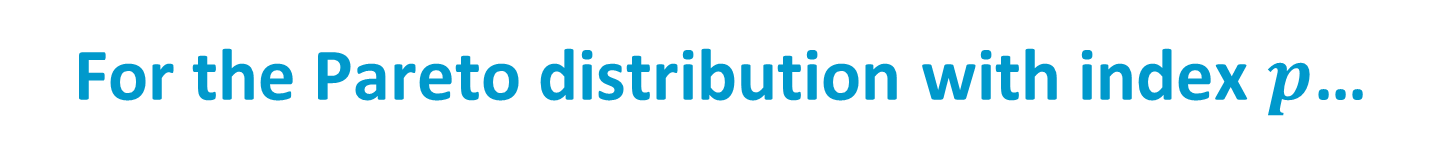 For the Pareto distribution with index p…